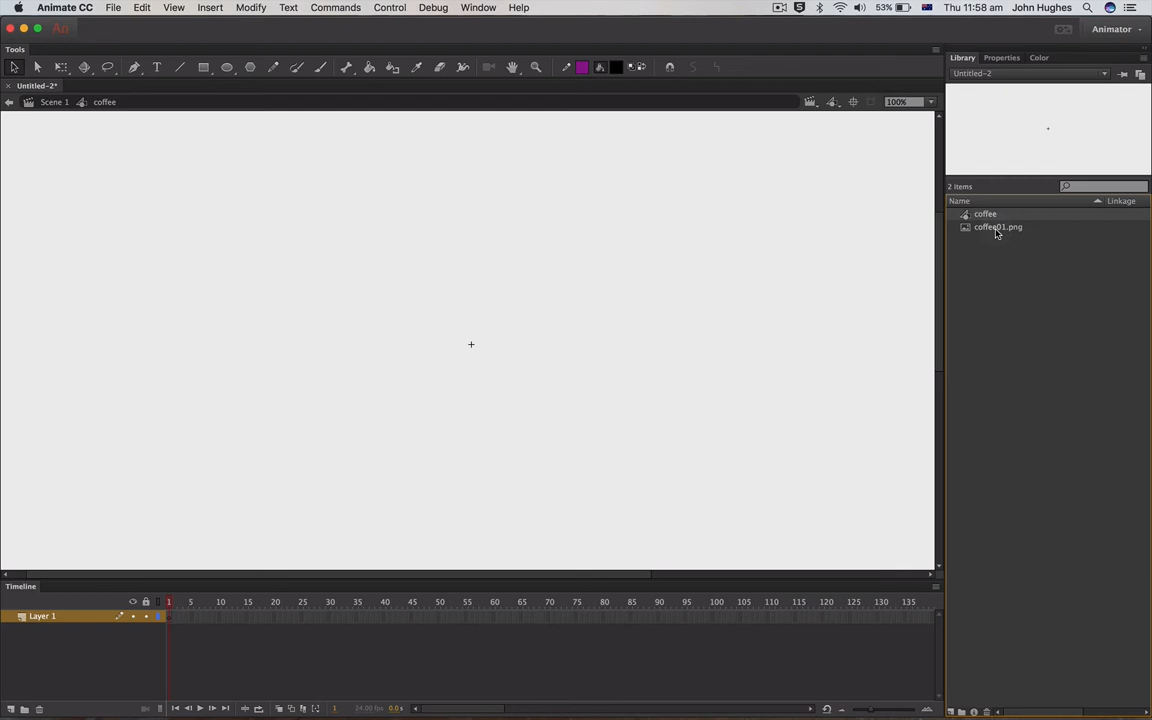 Animate CC File Edit View Insert Modify Text Commands Control Debug Window Help 53% Thu 11:58 am John Hughes
An Animator
Tools
Library Properties Color
Untitled-2
Untitled-2*
Scene 1 coffee 100%
2 items
Name Linkage
coffee
coffee01.png
Timeline
1 5 10 15 20 25 30 35 40 45 50 55 60 65 70 75 80 85 90 95 100 105 110 115 120 125 130 135
Layer 1
1 24.00 fps 0.0 s